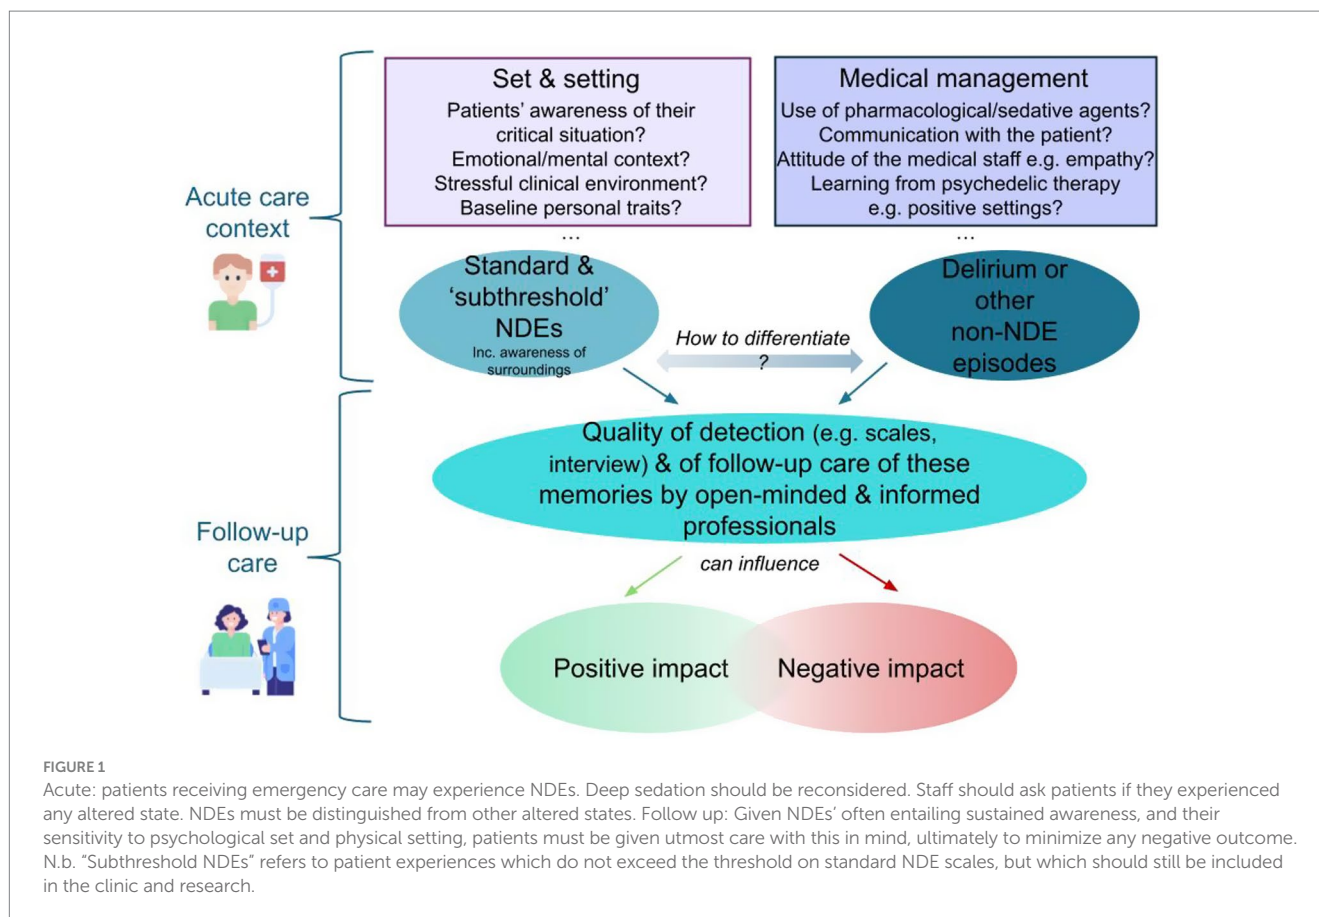 Set & setting
Patients' awareness of their
critical situation?
Emotional/mental context?
Stressful clinical environment?
Baseline personal traits?
...
Medical management
Use of pharmacological/sedative agents?
Communication with the patient?
Attitude of the medical staff e.g. empathy?
Learning from psychedelic therapy
e.g. positive settings?
...
Acute care
context
Standard &
‘subthreshold’
NDEs
Inc. awareness of
surroundings
How to differentiate
?
Delirium or
other
non-NDE
episodes
Follow-up
care
Quality of detection (e.g. scales,
interview) & of follow-up care of these
memories by open-minded & informed
professionals
can influence
Positive impact
Negative impact
FIGURE 1
Acute: patients receiving emergency care may experience NDEs. Deep sedation should be reconsidered. Staff should ask patients if they experienced
any altered state. NDEs must be distinguished from other altered states. Follow up: Given NDEs’ often entailing sustained awareness, and their
sensitivity to psychological set and physical setting, patients must be given utmost care with this in mind, ultimately to minimize any negative outcome.
N.b. “Subthreshold NDEs” refers to patient experiences which do not exceed the threshold on standard NDE scales, but which should still be included
in the clinic and research.